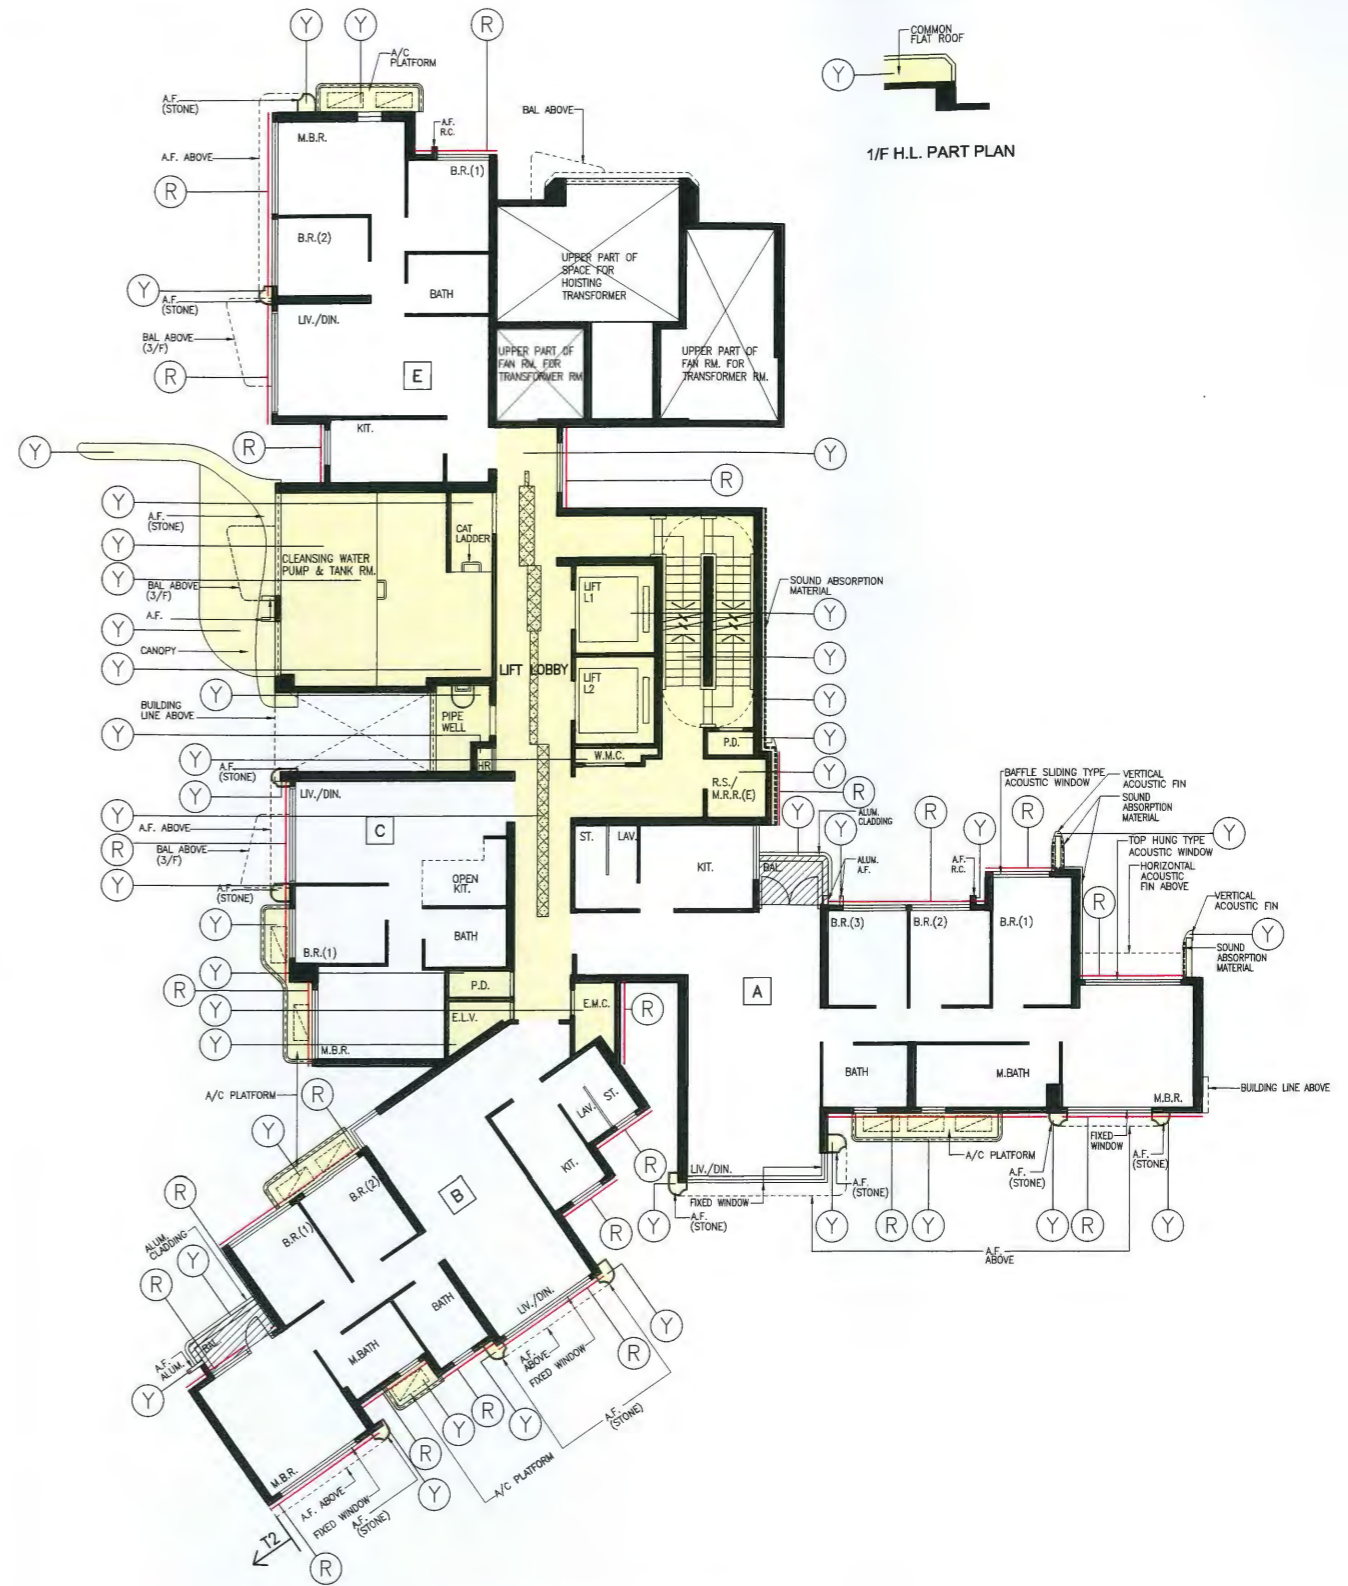 Y
Y
R
A/C
PLATFORM
COMMON
FLAT ROOF
Y
1/F H.L. PART PLAN
A.F.
(STONE)
A.F.
R.C.
R
BAL ABOVE
M.B.R.
A.F. ABOVE
B.R.(1)
R
B.R.(2)
UPPER PART OF
SPACE FOR
HOISTING
TRANSFORMER
Y
A.F.
(STONE)
BATH
LIV./DIN.
BAL ABOVE
(3/F)
R
E
UPPER PART OF
FAN RM. FOR
TRANSFORMER RM
UPPER PART OF
FAN RM. FOR
TRANSFORMER RM.
KIT.
R
Y
Y
R
Y
A.F.
(STONE)
CAT
LADDER
Y
CLEANSING WATER
PUMP & TANK RM.
Y
BAL ABOVE
(3/F)
LIFT
L1
SOUND ABSORPTION
MATERIAL
A.F.
Y
Y
CANOPY
Y
Y
LIFT LOBBY
LIFT
L2
Y
Y
BUILDING
LINE ABOVE
PIPE
WELL
Y
P.D.
Y
Y
W.M.C.
HR
A.F.
(STONE)
R.S./
M.R.R.(E)
Y
Y
LIV./DIN.
R
BAFFLE SLIDING TYPE
ACOUSTIC WINDOW
VERTICAL
ACOUSTIC FIN
SOUND
ABSORPTION
MATERIAL
Y
A.F. ABOVE
C
ALUM.
CLADDING
Y
Y
R
Y
R
Y
R
BAL ABOVE
(3/F)
ST.
LAV.
KIT.
BAL.
ALUM.
A.F.
A.F.
R.C.
TOP HUNG TYPE
ACOUSTIC WINDOW
HORIZONTAL
ACOUSTIC
FIN ABOVE
Y
A.F.
(STONE)
OPEN
KIT.
R
VERTICAL
ACOUSTIC FIN
Y
BATH
B.R.(1)
B.R.(3)
B.R.(2)
B.R.(1)
Y
SOUND
ABSORPTION
MATERIAL
R
Y
R
P.D.
A
Y
E.L.V.
E.M.C.
R
Y
M.B.R.
A/C PLATFORM
R
BATH
M.BATH
M.B.R.
BUILDING LINE ABOVE
Y
LAV.
ST.
KIT.
R
FIXED
WINDOW
A/C PLATFORM
A.F.
(STONE)
A.F.
(STONE)
LIV./DIN.
FIXED WINDOW
A.F.
(STONE)
A.F.
(STONE)
R
B.R.(2)
B
Y
Y
R
Y
Y
R
Y
A.F.
ABOVE
R
B.R.(1)
ALUM.
CLADDING
Y
R
BATH
LIV./DIN.
Y
R
BAL.
A.F.
ALUM.
Y
M.BATH
A.F.
ABOVE
FIXED WINDOW
R
Y
Y
A.F.
(STONE)
R
Y
A/C PLATFORM
M.B.R.
A.F. ABOVE
FIXED WINDOW
A.F.
(STONE)
T2
R